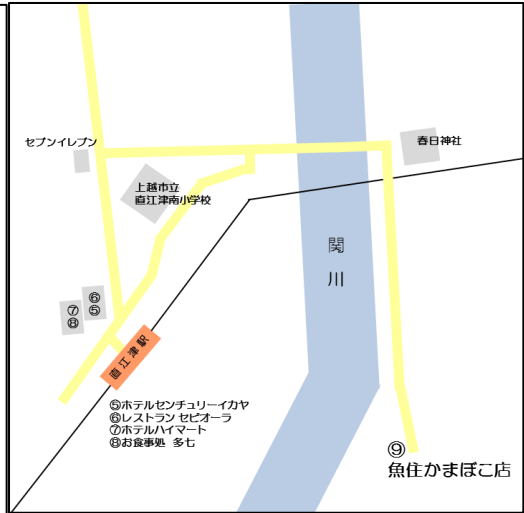 セブンイレブン
春日神社
上越市立
直江津南小学校
関
川
⑥
⑤
⑦
⑧
直江津駅
⑤ホテルセンチュリーイカヤ
⑥レストラン セピオーラ
⑦ホテルハイマート
⑧お食事処 多七
⑨
魚住かまぼこ店